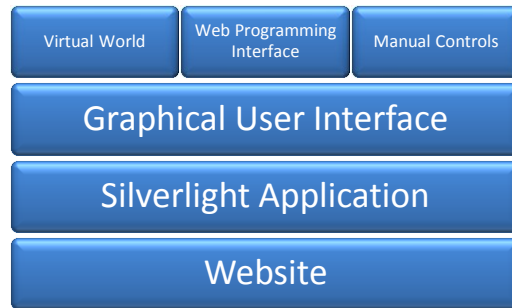 Virtual World
Web Programming
Interface
Manual Controls
Graphical User Interface
Silverlight Application
Website